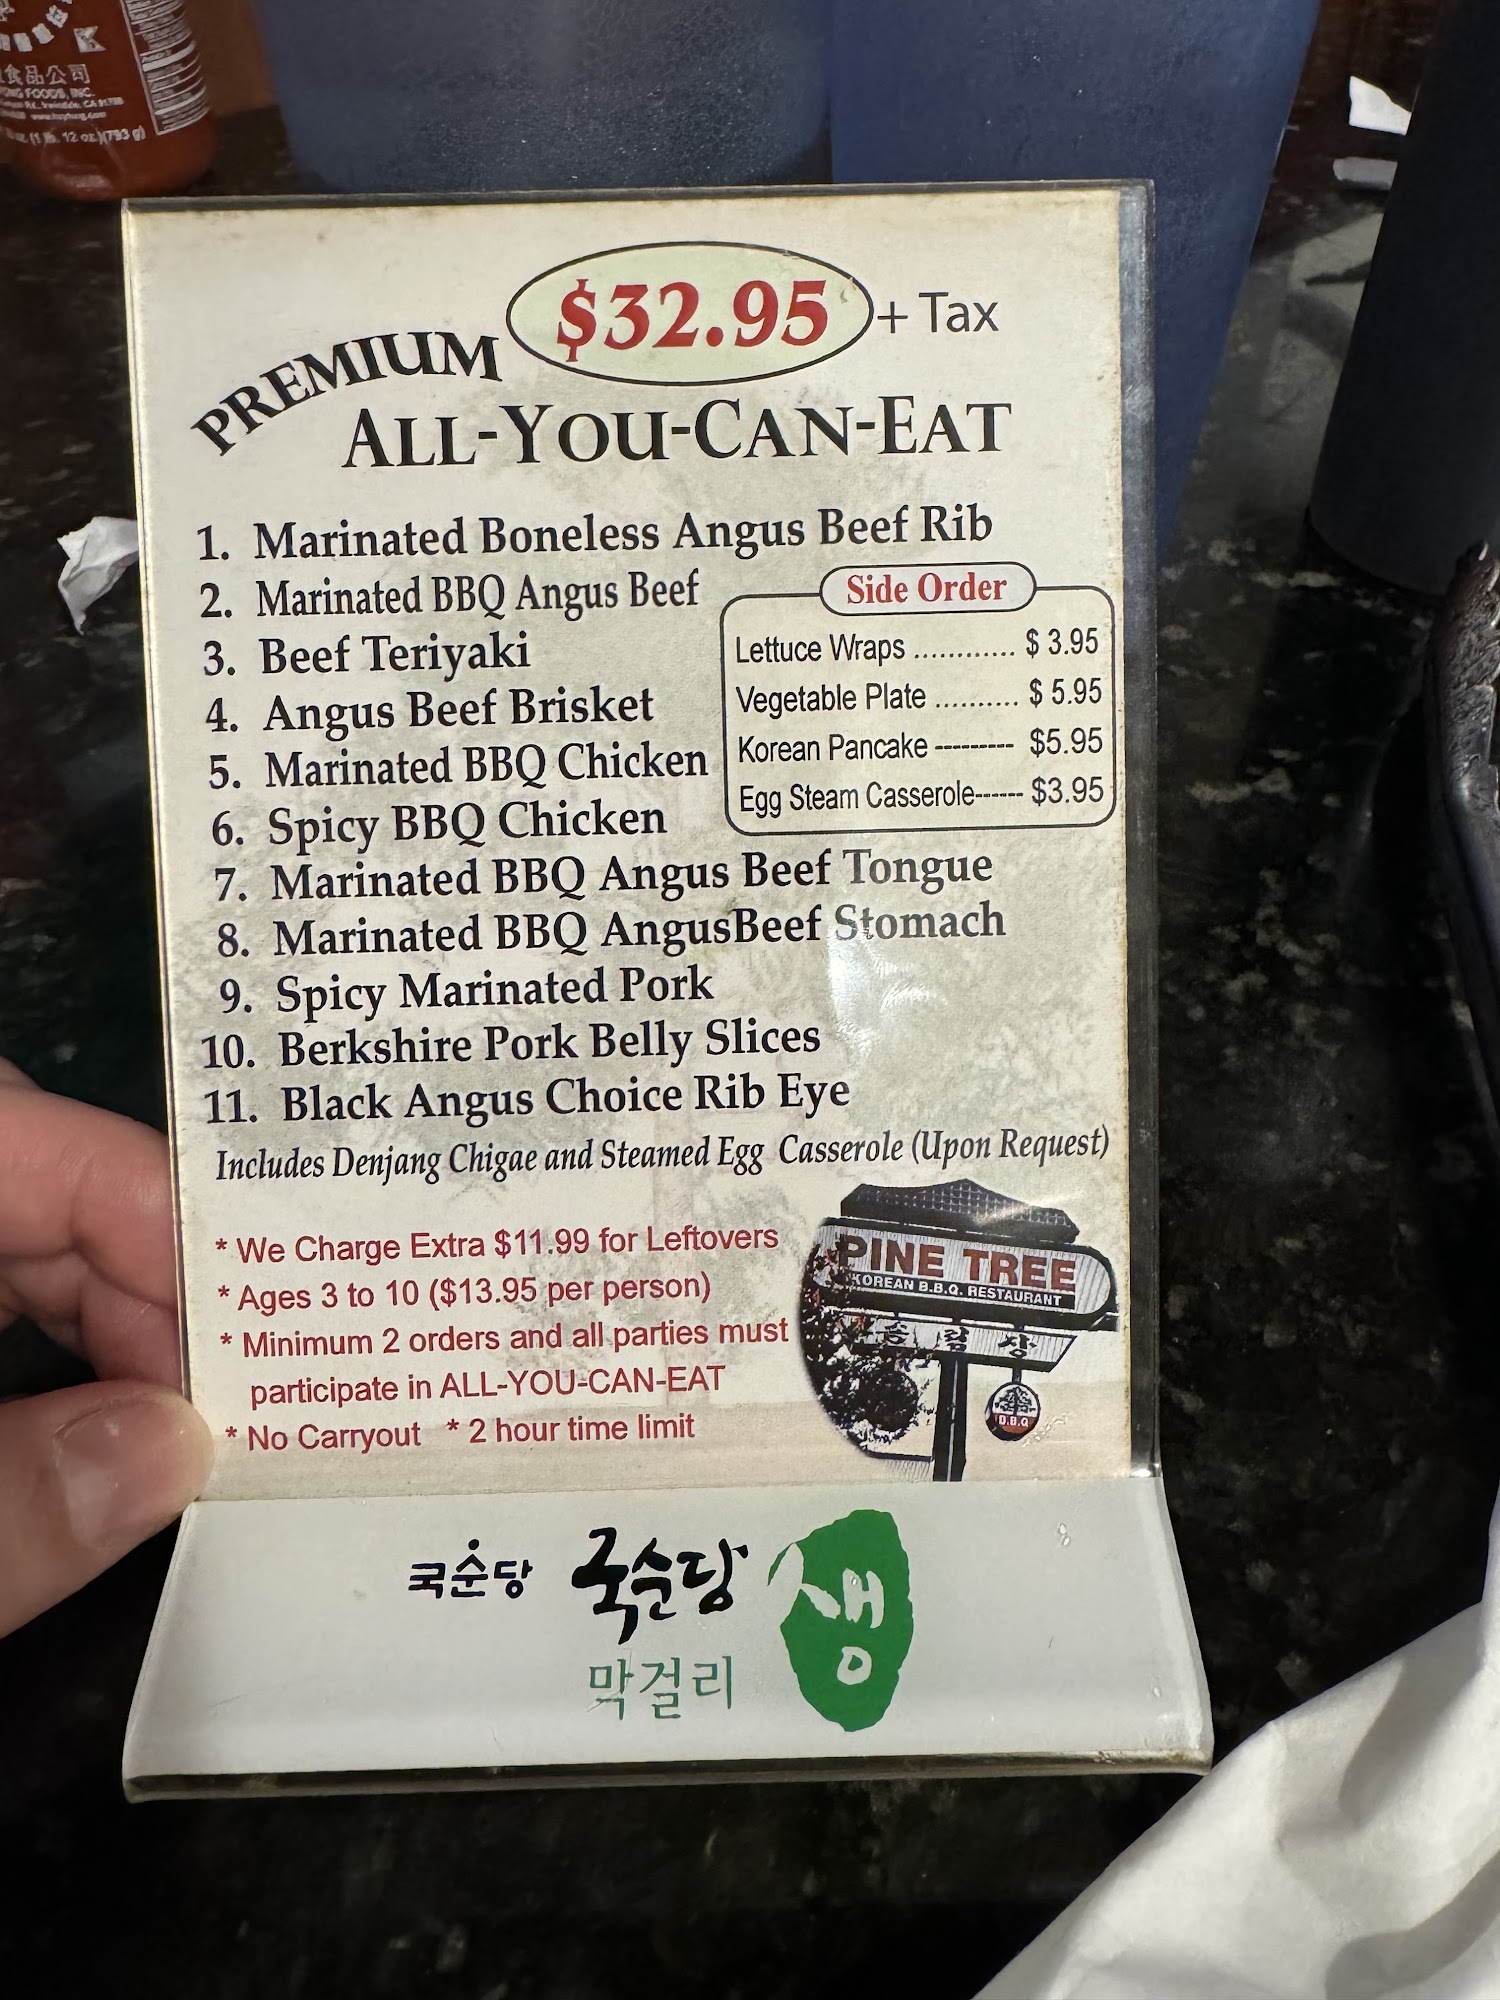 食品公司
FOODS, INC.
(793 g)
$32.95 + Tax
PREMIUM
ALL-YOU-CAN-EAT
1. Marinated Boneless Angus Beef Rib
2. Marinated BBQ Angus Beef
3. Beef Teriyaki
4. Angus Beef Brisket
5. Marinated BBQ Chicken
6. Spicy BBQ Chicken
Side Order
Lettuce Wraps ............ $ 3.95
Vegetable Plate .......... $ 5.95
Korean Pancake --------- $5.95
Egg Steam Casserole------ $3.95
7. Marinated BBQ Angus Beef Tongue
8. Marinated BBQ AngusBeef Stomach
9. Spicy Marinated Pork
10. Berkshire Pork Belly Slices
11. Black Angus Choice Rib Eye
Includes Denjang Chigae and Steamed Egg Casserole (Upon Request)
* We Charge Extra $11.99 for Leftovers
* Ages 3 to 10 ($13.95 per person)
* Minimum 2 orders and all parties must
participate in ALL-YOU-CAN-EAT
* No Carryout * 2 hour time limit
PINE TREE
KOREAN B.B.Q. RESTAURANT
B.B.Q
국순당 국순당 생
막걸리